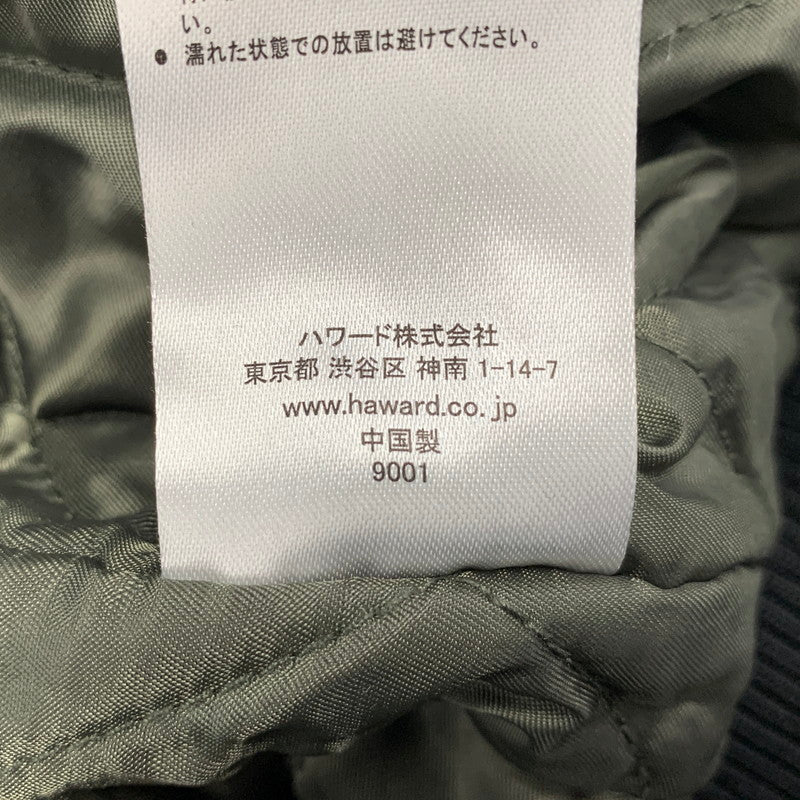 い。
● 濡れた状態での放置は避けてください。
ハワード株式会社
東京都 渋谷区 神南 1-14-7
www.haward.co.jp
中国製
9001